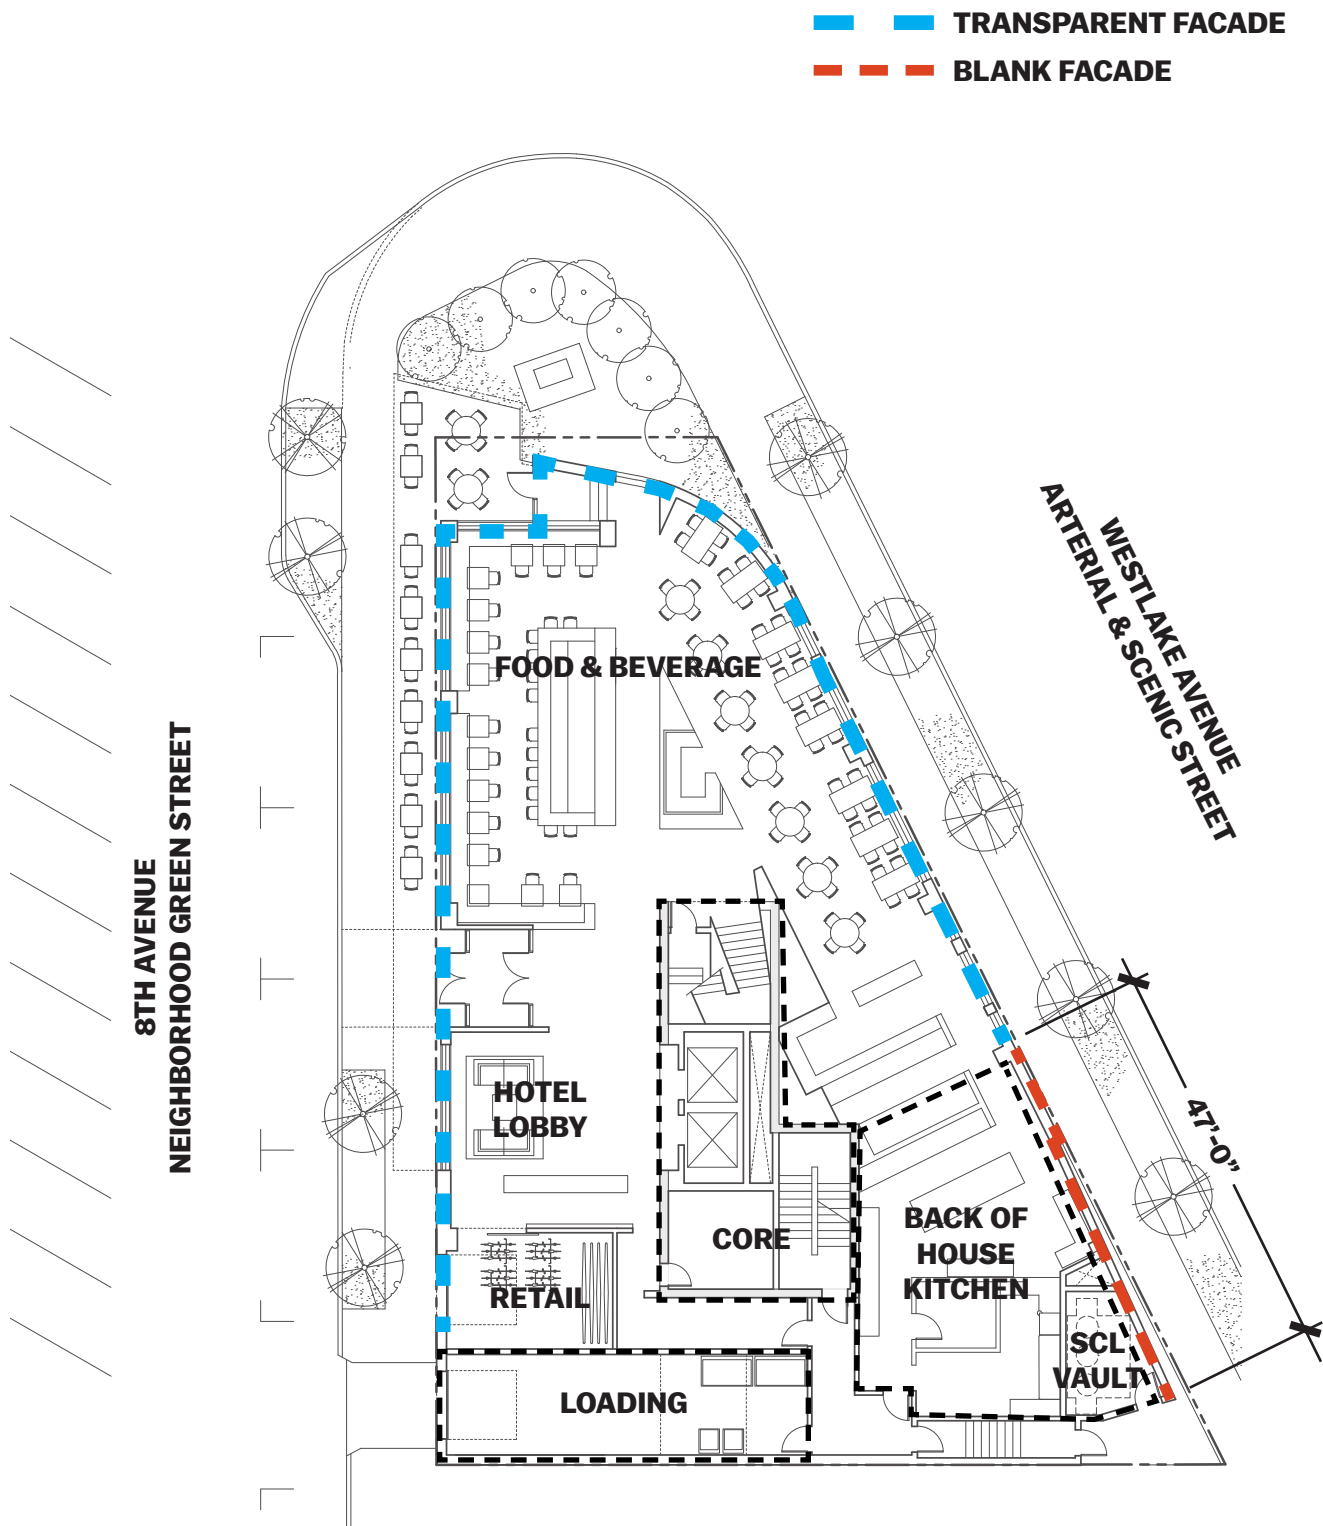 TRANSPARENT FACADE
BLANK FACADE
WESTLAKE AVENUE
ARTERIAL & SCENIC STREET
FOOD & BEVERAGE
8TH AVENUE
NEIGHBORHOOD GREEN STREET
HOTEL
LOBBY
47'-0”
CORE
BACK OF
HOUSE
KITCHEN
RETAIL
SCL
VAULT
LOADING